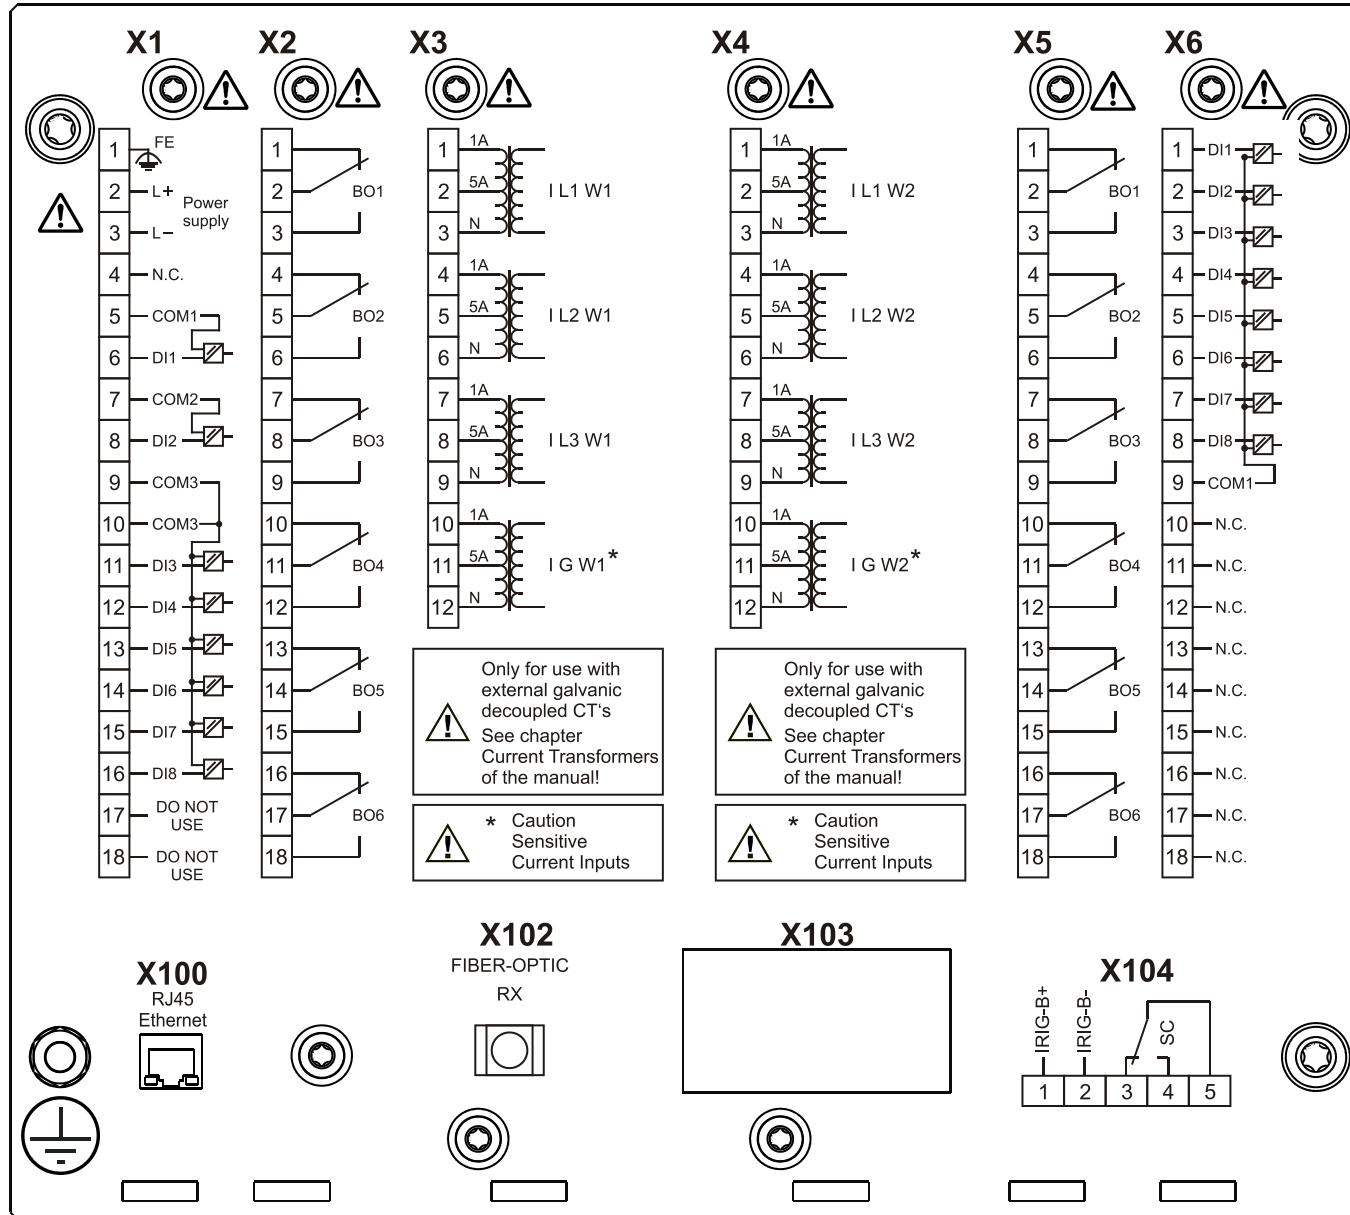 X1
X2
X3
X4
X5
X6
1 FE
2 L+
Power
supply
3 L−
4 N.C.
5 COM1
6 DI1
7 COM2
8 DI2
9 COM3
10 COM3
11 DI3
12 DI4
13 DI5
14 DI6
15 DI7
16 DI8
17 DO NOT
USE
18 DO NOT
USE
1
2 BO1
3
4
5 BO2
6
7
8 BO3
9
10
11 BO4
12
13
14 BO5
15
16
17 BO6
18
1 1A
2 5A I L1 W1
3 N
4 1A
5 5A I L2 W1
6 N
7 1A
8 5A I L3 W1
9 N
10 1A
11 5A I G W1*
12 N
Only for use with
external galvanic
decoupled CT‘s
See chapter
Current Transformers
of the manual!
* Caution
Sensitive
Current Inputs
1 1A
2 5A I L1 W2
3 N
4 1A
5 5A I L2 W2
6 N
7 1A
8 5A I L3 W2
9 N
10 1A
11 5A I G W2*
12 N
Only for use with
external galvanic
decoupled CT‘s
See chapter
Current Transformers
of the manual!
* Caution
Sensitive
Current Inputs
1
2 BO1
3
4
5 BO2
6
7
8 BO3
9
10
11 BO4
12
13
14 BO5
15
16
17 BO6
18
1 DI1
2 DI2
3 DI3
4 DI4
5 DI5
6 DI6
7 DI7
8 DI8
9 COM1
10 N.C.
11 N.C.
12 N.C.
13 N.C.
14 N.C.
15 N.C.
16 N.C.
17 N.C.
18 N.C.
X100
RJ45
Ethernet
X102
FIBER-OPTIC
RX
X103
X104
IRIG-B+
IRIG-B-
SC
1 2 3 4 5